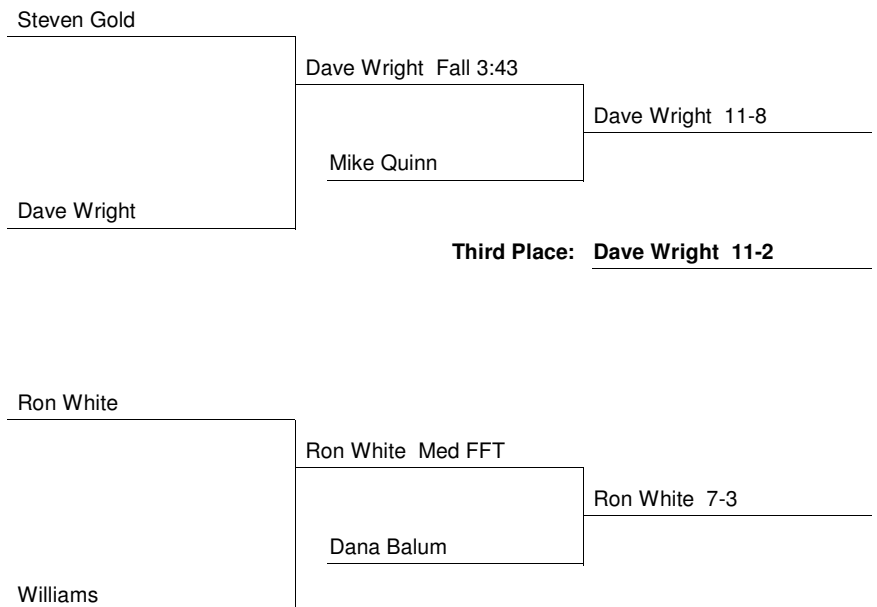 Steven Gold
Dave Wright Fall 3:43
Dave Wright 11-8
Mike Quinn
Dave Wright
Third Place: Dave Wright 11-2
Ron White
Ron White Med FFT
Ron White 7-3
Dana Balum
Williams